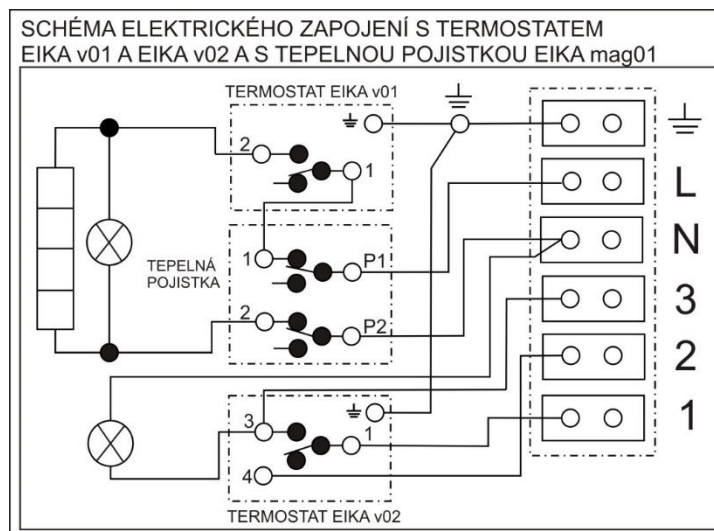 SCHÉMA ELEKTRICKÉHO ZAPOJENÍ S TERMOSTATEM
EIKA v01 A EIKA v02 A S TEPELNOU POJISTKOU EIKA mag01
TERMOSTAT EIKA v01
2
1
L
N
TEPELNÁ
POJISTKA
1
P1
2
P2
3
2
1
3
1
4
TERMOSTAT EIKA v02